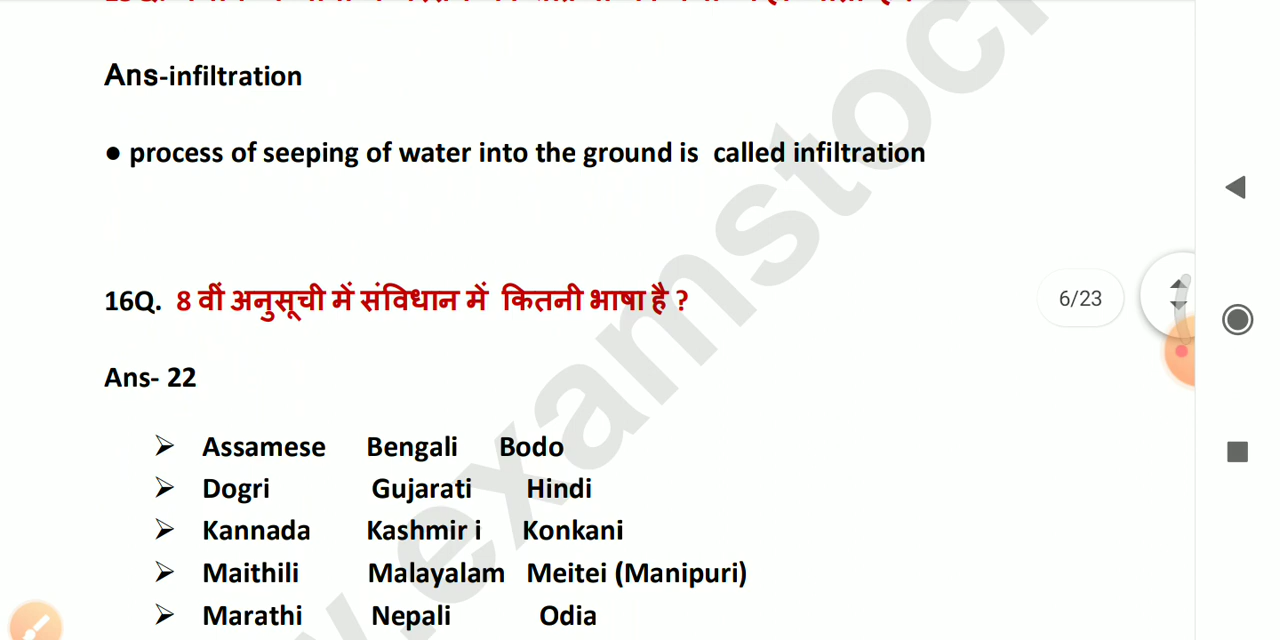 Ans-infiltration
● process of seeping of water into the ground is called infiltration
16Q. 8 वीं अनुसूची में संविधान में कितनी भाषा है ?
6/23
Ans- 22
➢ Assamese Bengali Bodo
➢ Dogri Gujarati Hindi
➢ Kannada Kashmir i Konkani
➢ Maithili Malayalam Meitei (Manipuri)
➢ Marathi Nepali Odia
.examstoc